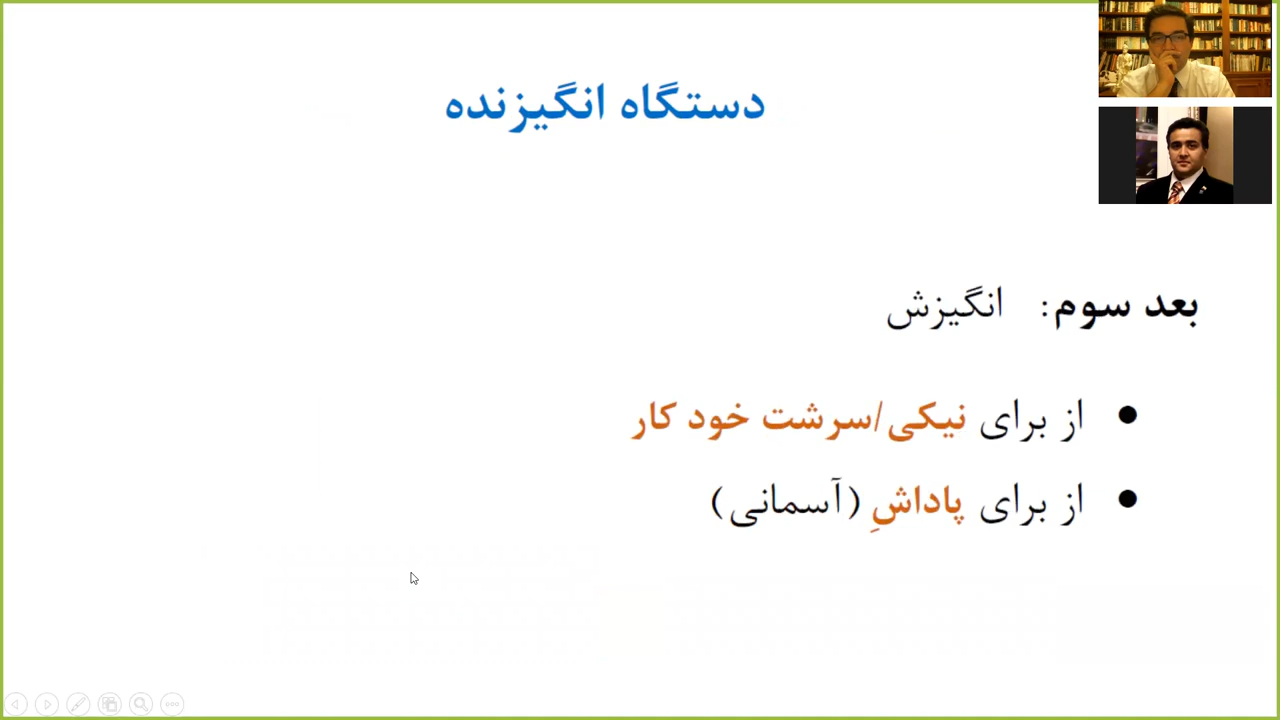 دستگاه انگیزنده
بعد سوم: انگیزش
● از برای نیکی/سرشت خود کار
● از برای پاداشِ (آسمانی)